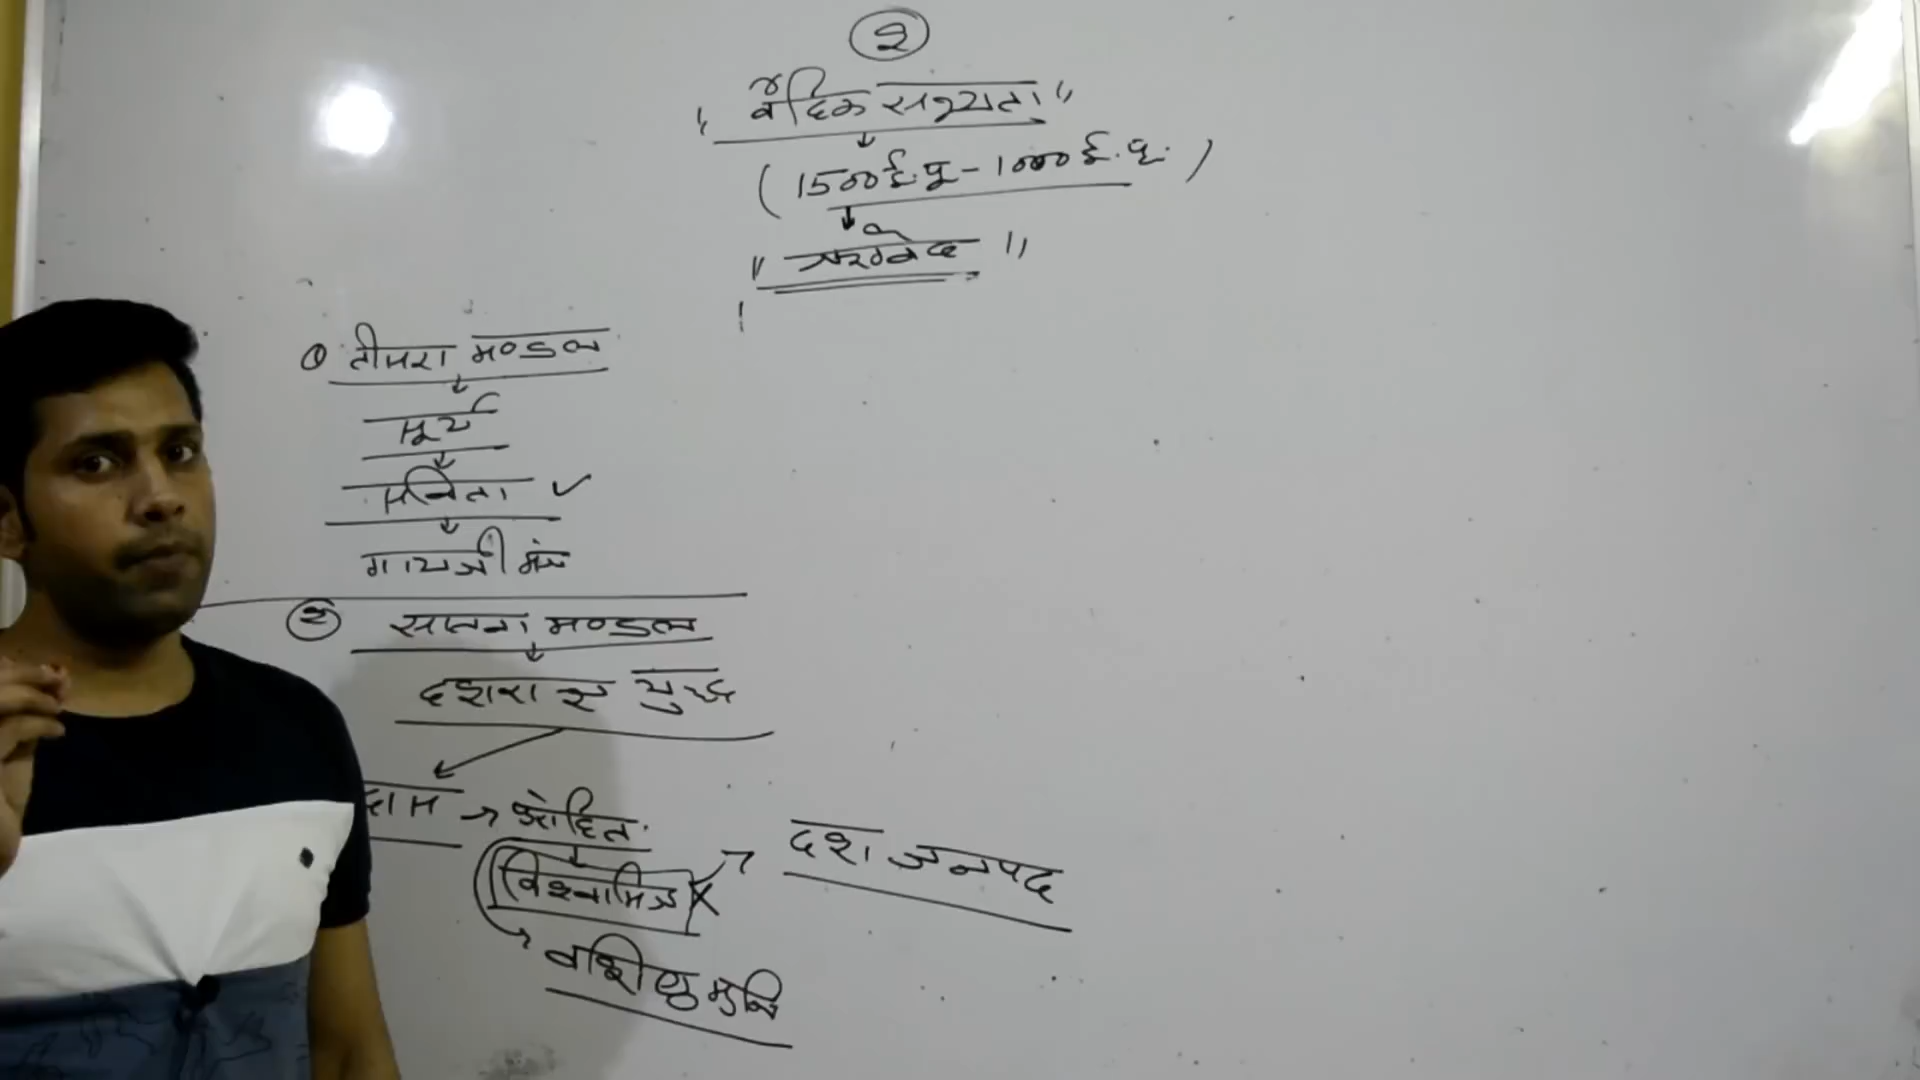 २
" वैदिक सभ्यता "
( 1500 ई. पू - 1000 ई. पू. )
" ऋग्वेद "
① तीसरा मण्डल
सूर्य
सविता ✓
गायत्री मंत्र
② सातवा मण्डल
दशराज्ञ युद्ध
दास → पुरोहित
विश्वामित्र X → दश जनपद
वशिष्ठ मुनि